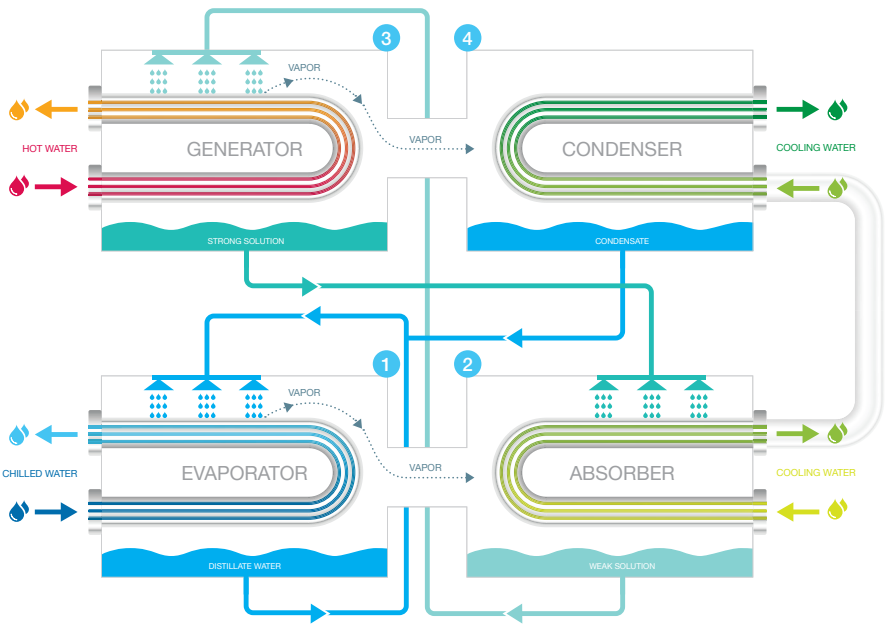 3
4
VAPOR
VAPOR
HOT WATER
GENERATOR
CONDENSER
COOLING WATER
STRONG SOLUTION
CONDENSATE
1
2
VAPOR
VAPOR
CHILLED WATER
EVAPORATOR
ABSORBER
COOLING WATER
DISTILLATE WATER
WEAK SOLUTION